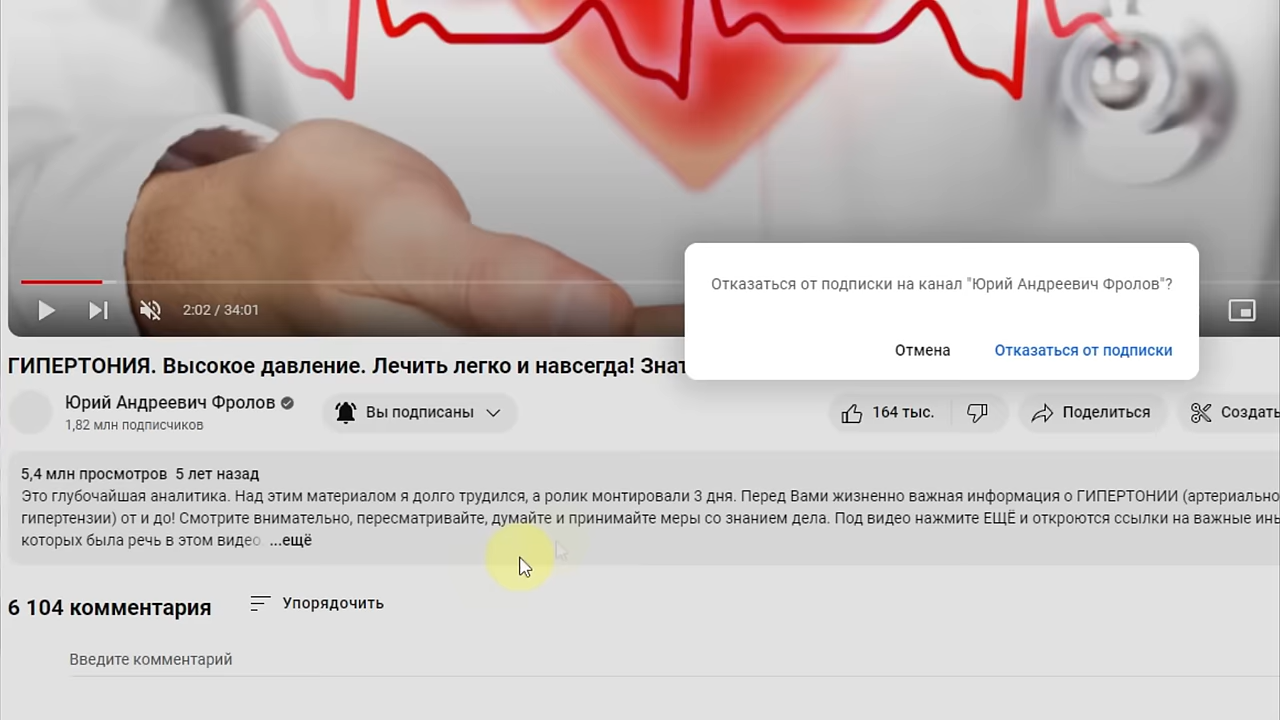 Отказаться от подписки на канал "Юрий Андреевич Фролов"?
Отмена Отказаться от подписки
2:02 / 34:01
ГИПЕРТОНИЯ. Высокое давление. Лечить легко и навсегда!
Юрий Андреевич Фролов
1,82 млн подписчиков
Вы подписаны
164 тыс.
Поделиться
5,4 млн просмотров 5 лет назад
Это глубочайшая аналитика. Над этим материалом я долго трудился, а ролик монтировали 3 дня. Перед Вами жизненно важная информация о ГИПЕРТОНИИ
гипертензии) от и до! Смотрите внимательно, пересматривайте, думайте и принимайте меры со знанием дела. Под видео нажмите ЕЩЁ и откроются ссылки на важные
которых была речь в этом видео. ...ещё
6 104 комментария
Упорядочить
Введите комментарий